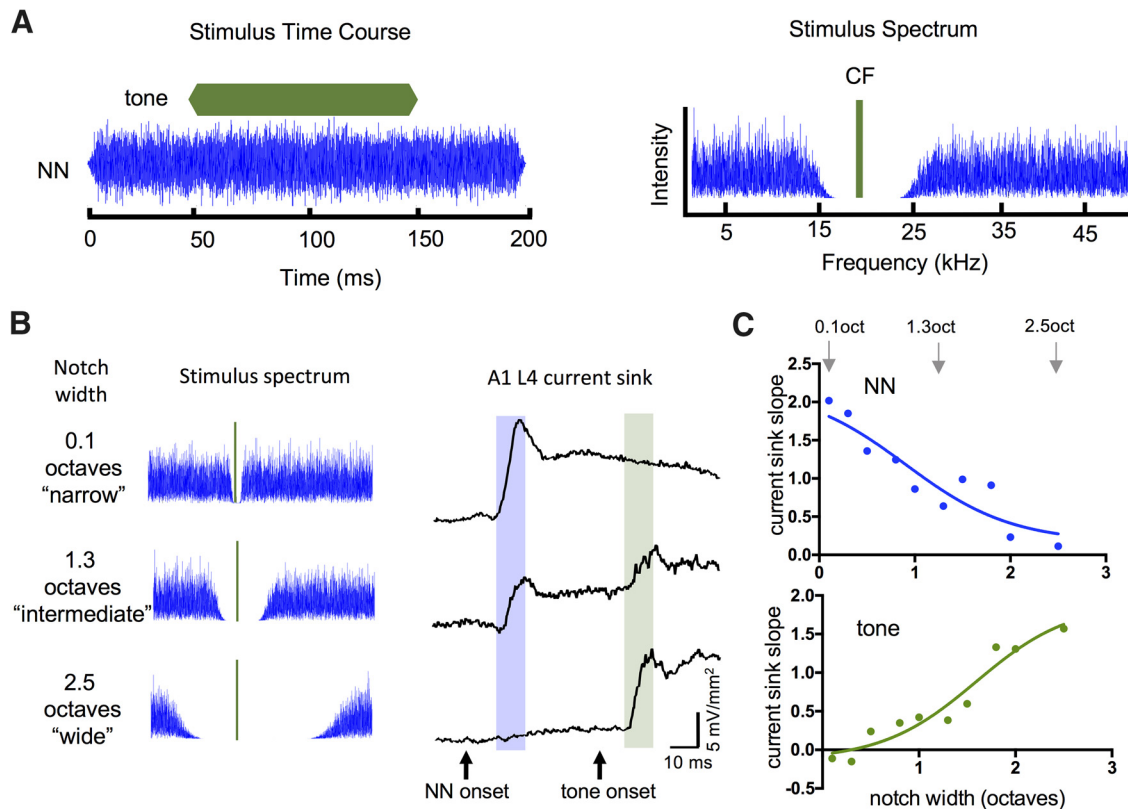 A
Stimulus Time Course
tone
NN
0 50 100 150 200
Time (ms)
Stimulus Spectrum
CF
Intensity
5 15 25 35 45
Frequency (kHz)
B
Notch
width
Stimulus spectrum
A1 L4 current sink
0.1
octaves
“narrow”
1.3
octaves
“intermediate”
2.5
octaves
“wide”
5 mV/mm²
10 ms
NN onset
tone onset
C
0.1oct 1.3oct 2.5oct
NN
current sink slope
2.5
2.0
1.5
1.0
0.5
0.0
0 1 2 3
tone
current sink slope
2.0
1.5
1.0
0.5
0.0
-0.5
1 2 3
notch width (octaves)